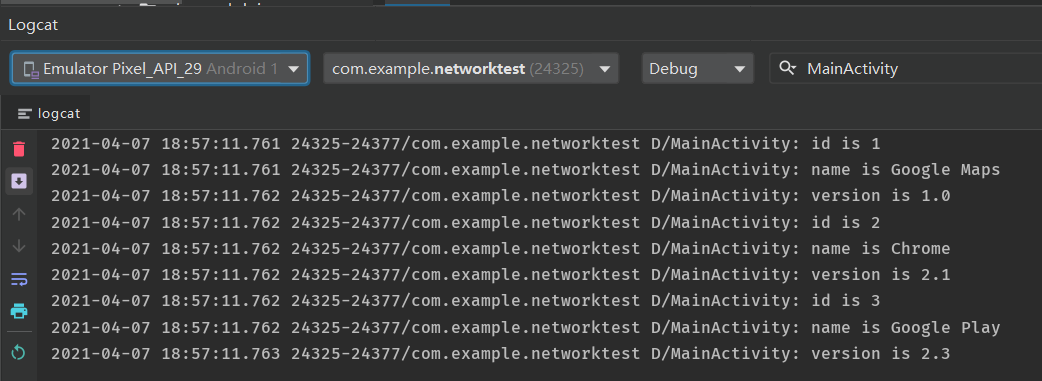 Logcat
Emulator Pixel_API_29 Android 1
com.example.networktest (24325)
Debug
MainActivity
logcat
2021-04-07 18:57:11.761 24325-24377/com.example.networktest D/MainActivity: id is 1
2021-04-07 18:57:11.761 24325-24377/com.example.networktest D/MainActivity: name is Google Maps
2021-04-07 18:57:11.762 24325-24377/com.example.networktest D/MainActivity: version is 1.0
2021-04-07 18:57:11.762 24325-24377/com.example.networktest D/MainActivity: id is 2
2021-04-07 18:57:11.762 24325-24377/com.example.networktest D/MainActivity: name is Chrome
2021-04-07 18:57:11.762 24325-24377/com.example.networktest D/MainActivity: version is 2.1
2021-04-07 18:57:11.762 24325-24377/com.example.networktest D/MainActivity: id is 3
2021-04-07 18:57:11.762 24325-24377/com.example.networktest D/MainActivity: name is Google Play
2021-04-07 18:57:11.763 24325-24377/com.example.networktest D/MainActivity: version is 2.3